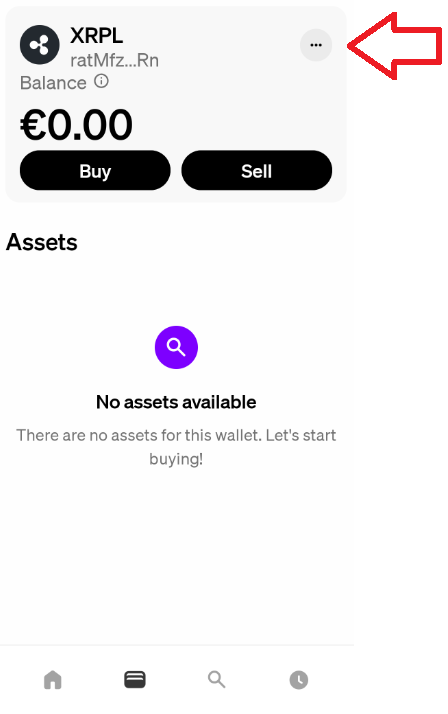 XRPL
ratMfz...Rn
Balance
€0.00
Buy
Sell
Assets
No assets available
There are no assets for this wallet. Let's start
buying!